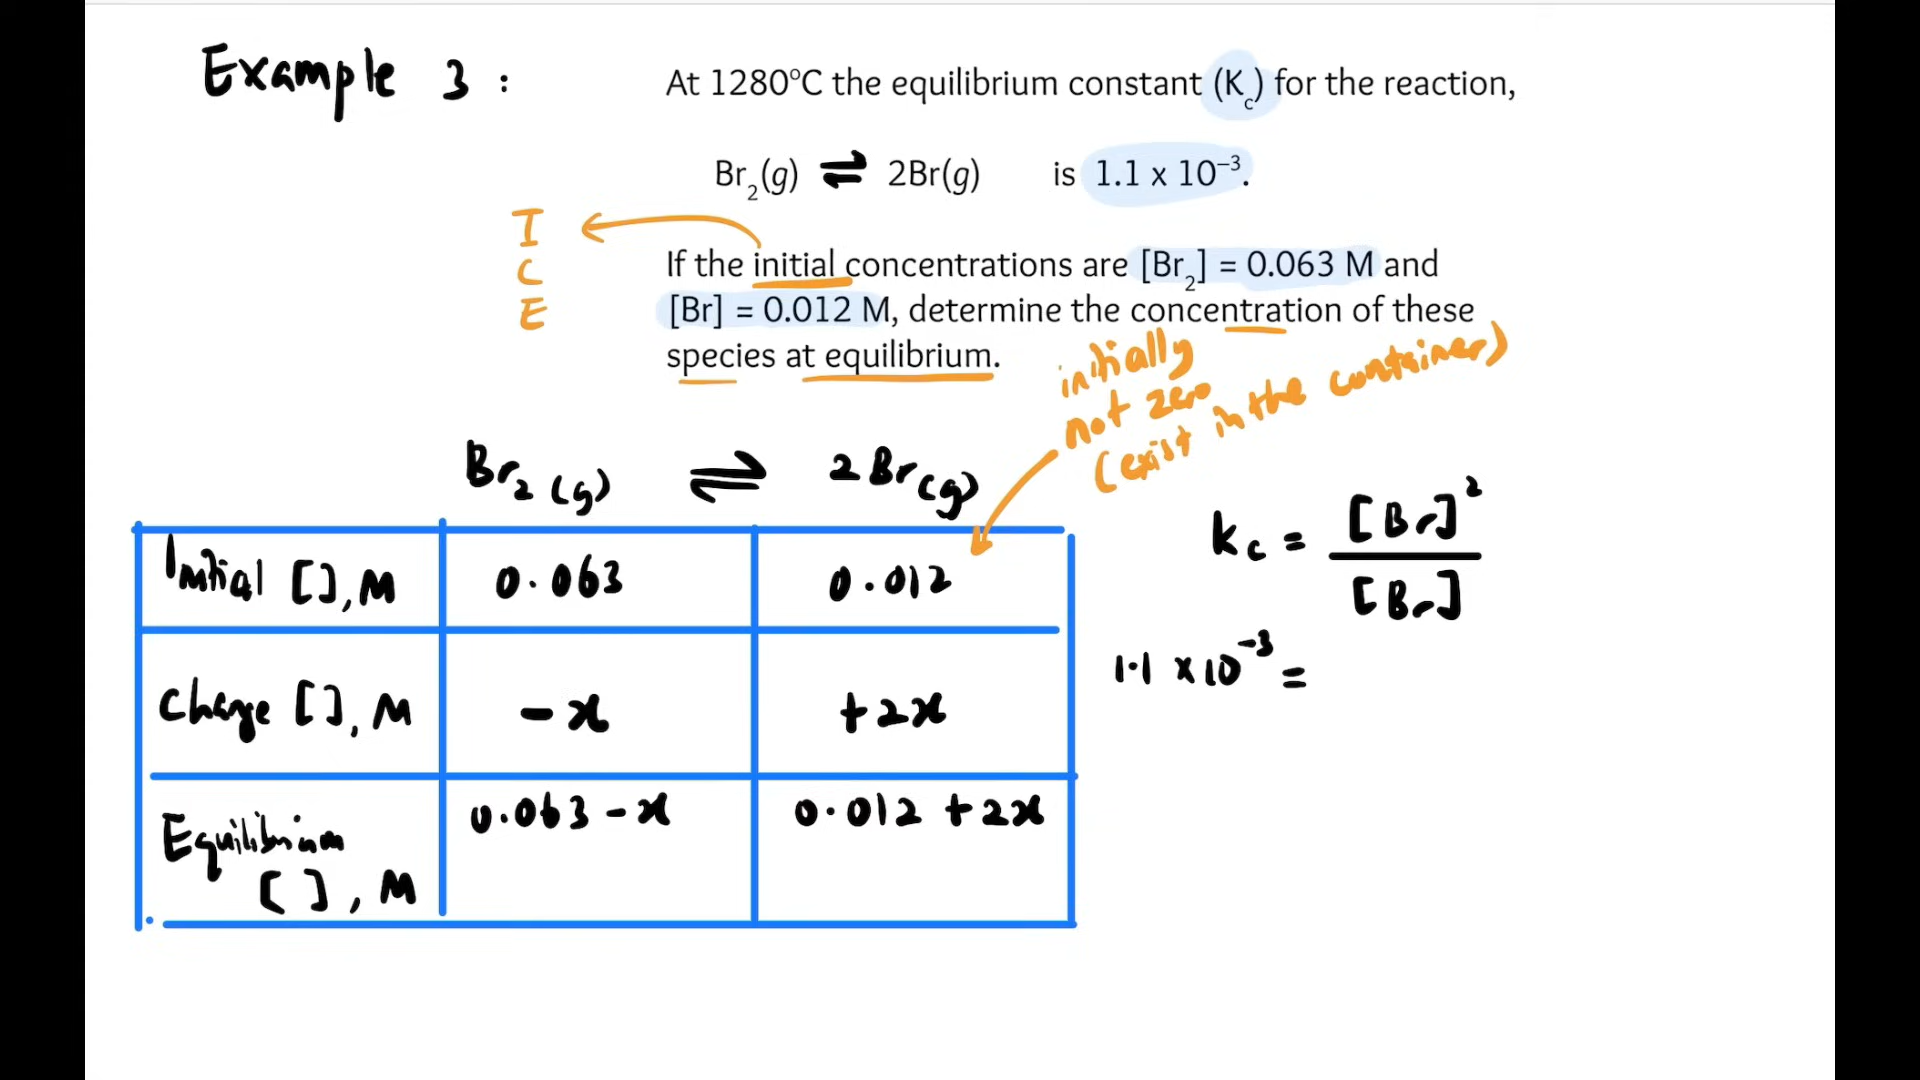 Example 3 :
At 1280°C the equilibrium constant (K꜀) for the reaction,
Br₂(g) ⇌ 2Br(g) is 1.1 x 10⁻³.
I
C
E
If the initial concentrations are [Br₂] = 0.063 M and
[Br] = 0.012 M, determine the concentration of these
species at equilibrium.
initially
not zero
(exist in the container)
Br₂ (g) ⇌ 2Br(g)
Initial [], M 0.063 0.012
Change [], M -x +2x
Equilibrium
[ ], M
0.063 - x 0.012 + 2x
Kc = [Br]²
[Br]
1.1 x 10⁻³ =